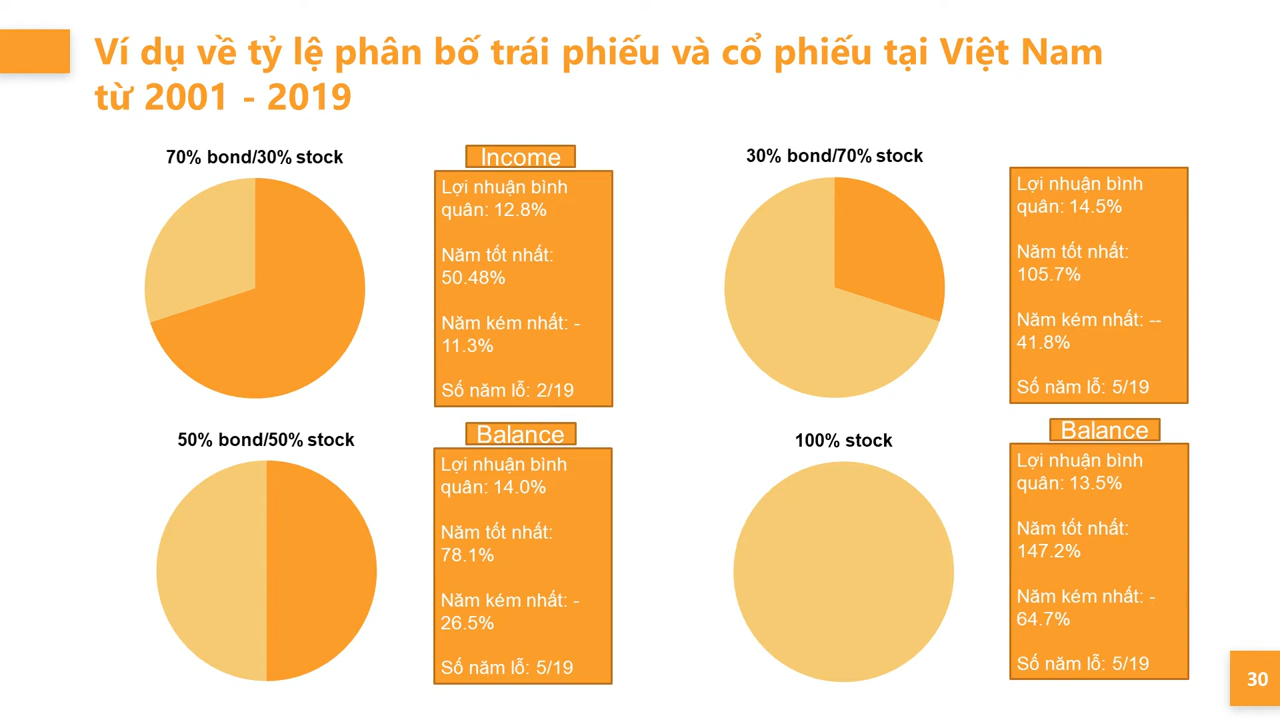 Ví dụ về tỷ lệ phân bố trái phiếu và cổ phiếu tại Việt Nam
từ 2001 - 2019
70% bond/30% stock
Income
Lợi nhuận bình
quân: 12.8%
Năm tốt nhất:
50.48%
Năm kém nhất: -
11.3%
Số năm lỗ: 2/19
30% bond/70% stock
Lợi nhuận bình
quân: 14.5%
Năm tốt nhất:
105.7%
Năm kém nhất: --
41.8%
Số năm lỗ: 5/19
50% bond/50% stock
Balance
Lợi nhuận bình
quân: 14.0%
Năm tốt nhất:
78.1%
Năm kém nhất: -
26.5%
Số năm lỗ: 5/19
100% stock
Balance
Lợi nhuận bình
quân: 13.5%
Năm tốt nhất:
147.2%
Năm kém nhất: -
64.7%
Số năm lỗ: 5/19
30